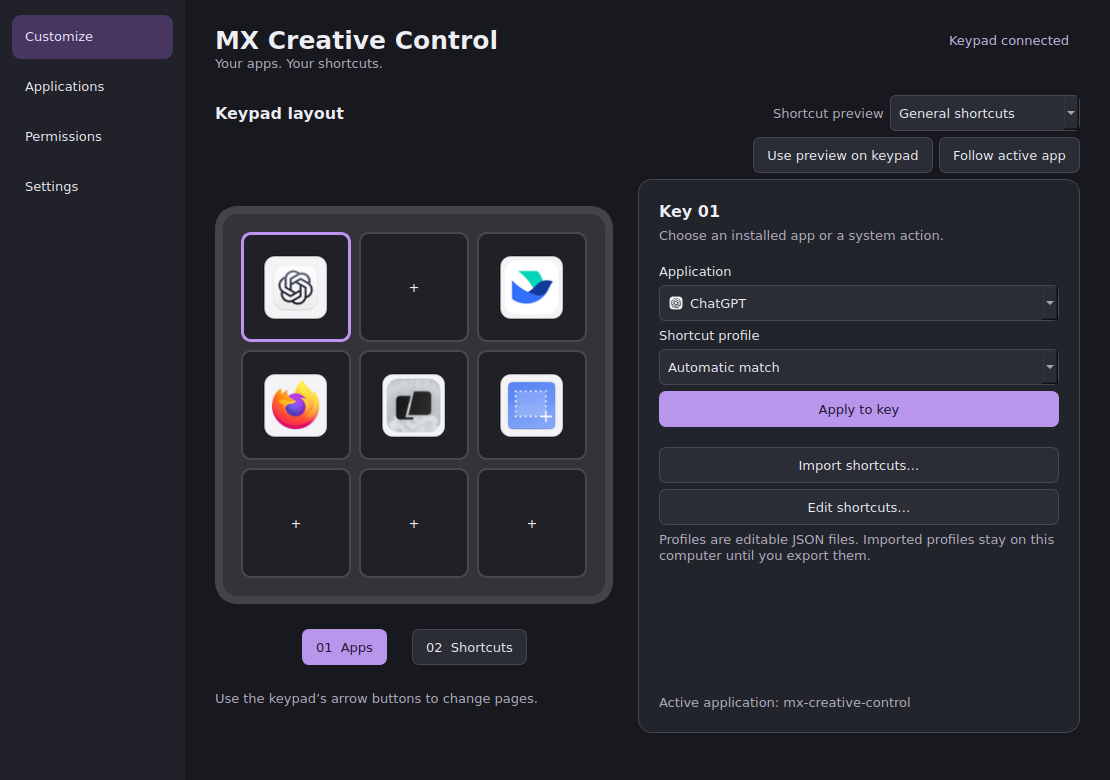 Customize
Applications
Permissions
Settings
MX Creative Control
Your apps. Your shortcuts.
Keypad connected
Keypad layout
Shortcut preview
General shortcuts
Use preview on keypad
Follow active app
+
+
+
+
01 Apps
02 Shortcuts
Use the keypad’s arrow buttons to change pages.
Key 01
Choose an installed app or a system action.
Application
ChatGPT
Shortcut profile
Automatic match
Apply to key
Import shortcuts…
Edit shortcuts…
Profiles are editable JSON files. Imported profiles stay on this
computer until you export them.
Active application: mx-creative-control